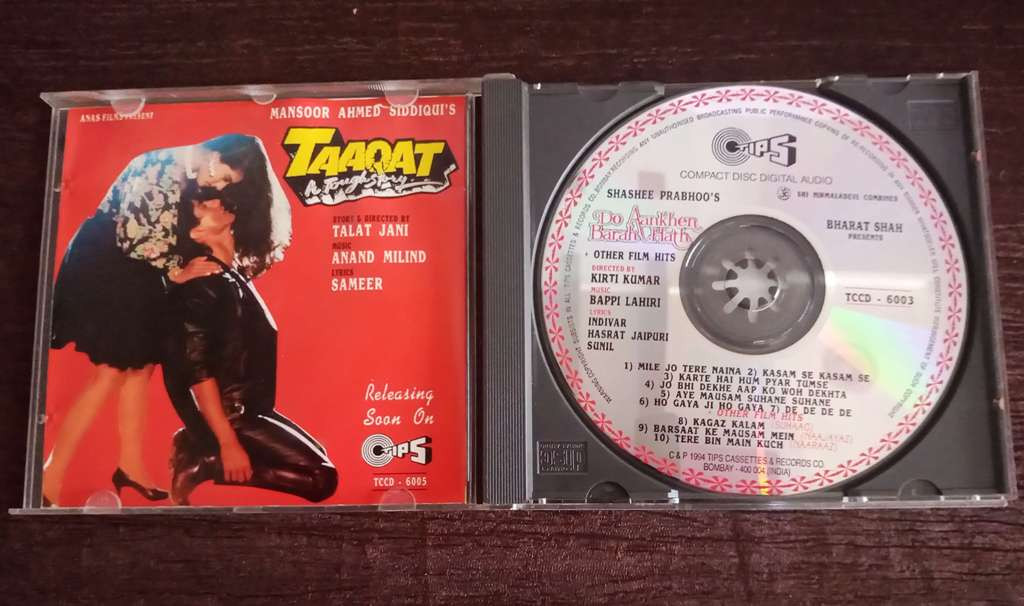 ANAS FILMS PRESENT
MANSOOR AHMED SIDDIQUI'S
TAAQAT
A Tough Story...
STORY & DIRECTED BY
TALAT JANI
MUSIC
ANAND MILIND
LYRICS
SAMEER
Releasing
Soon On
TIPS
TCCD - 6005
TIPS
COMPACT DISC DIGITAL AUDIO
SHASHEE PRABHOO'S
SRI NIRMALADEVI COMBINES
Do Aankhen
Barah Hath
+ OTHER FILM HITS
BHARAT SHAH
PRESENTS
DIRECTED BY
KIRTI KUMAR
MUSIC
BAPPI LAHIRI
LYRICS
INDIVAR
HASRAT JAIPURI
SUNIL
TCCD - 6003
1) MILE JO TERE NAINA 2) KASAM SE KASAM SE
3) KARTE HAI HUM PYAR TUMSE
4) JO BHI DEKHE AAP KO WOH DEKHTA
5) AYE MAUSAM SUHANE SUHANE
6) HO GAYA JI HO GAYA 7) DE DE DE DE
OTHER FILM HITS
8) KAGAZ KALAM (SUHAAG)
9) BARSAAT KE MAUSAM MEIN (NAAJAYAZ)
10) TERE BIN MAIN KUCH (NAARAAZ)
C & P 1994 TIPS CASSETTES & RECORDS CO.
BOMBAY - 400 004 (INDIA)